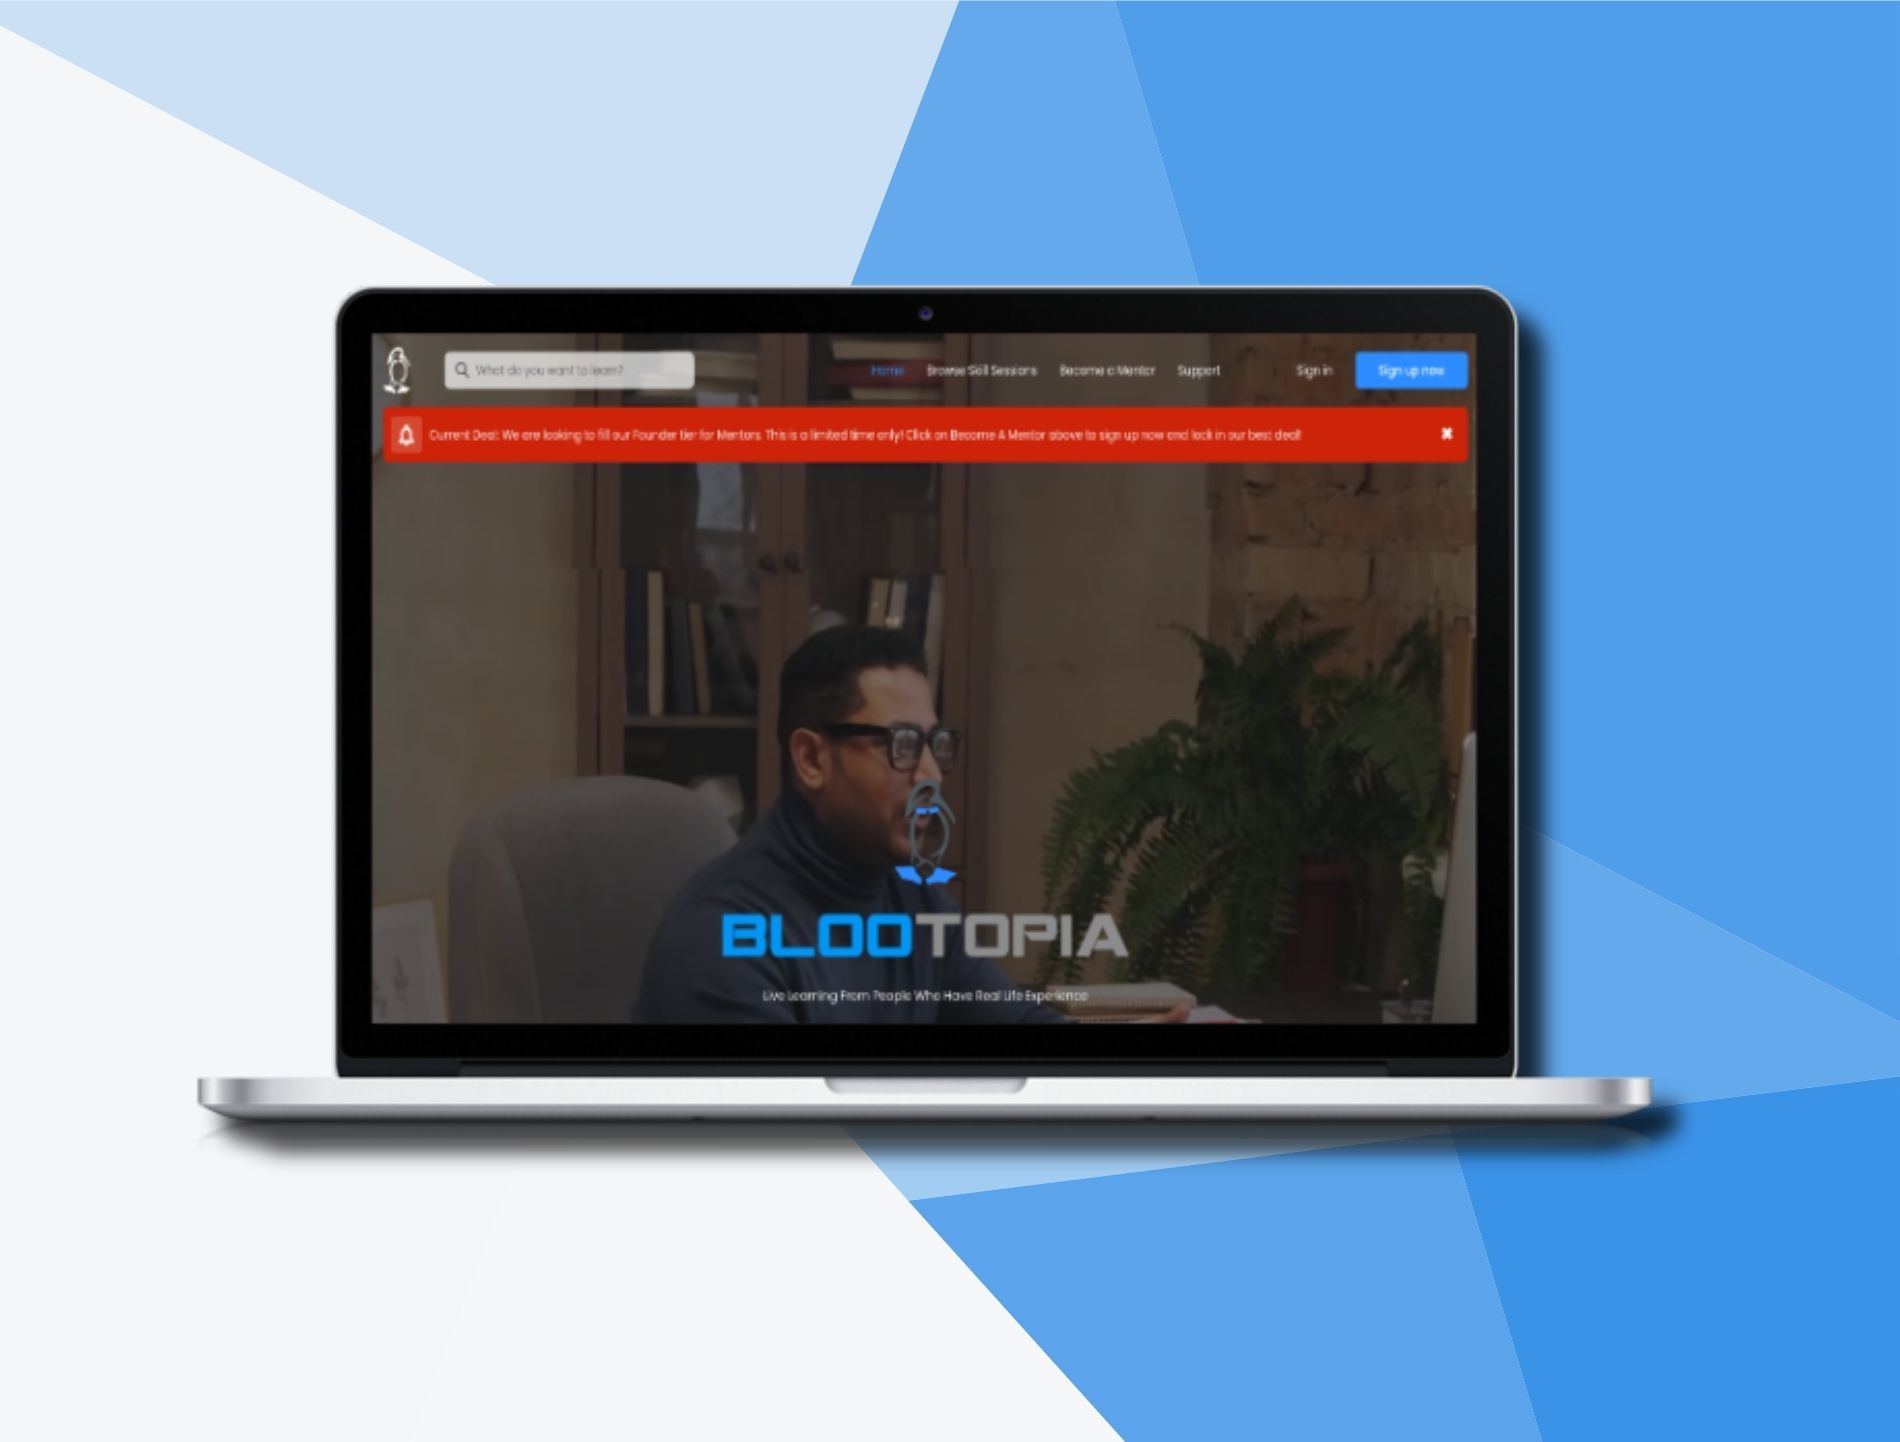 What do you want to learn?
Home Browse Skill Sessions Become a Mentor Support Sign in Sign up now
Current Deal: We are looking to fill our Founder tier for Mentors. This is a limited time only! Click on Become A Mentor above to sign up now and lock in our best deal!
BLOOTOPIA
Live Learning From People Who Have Real Life Experience